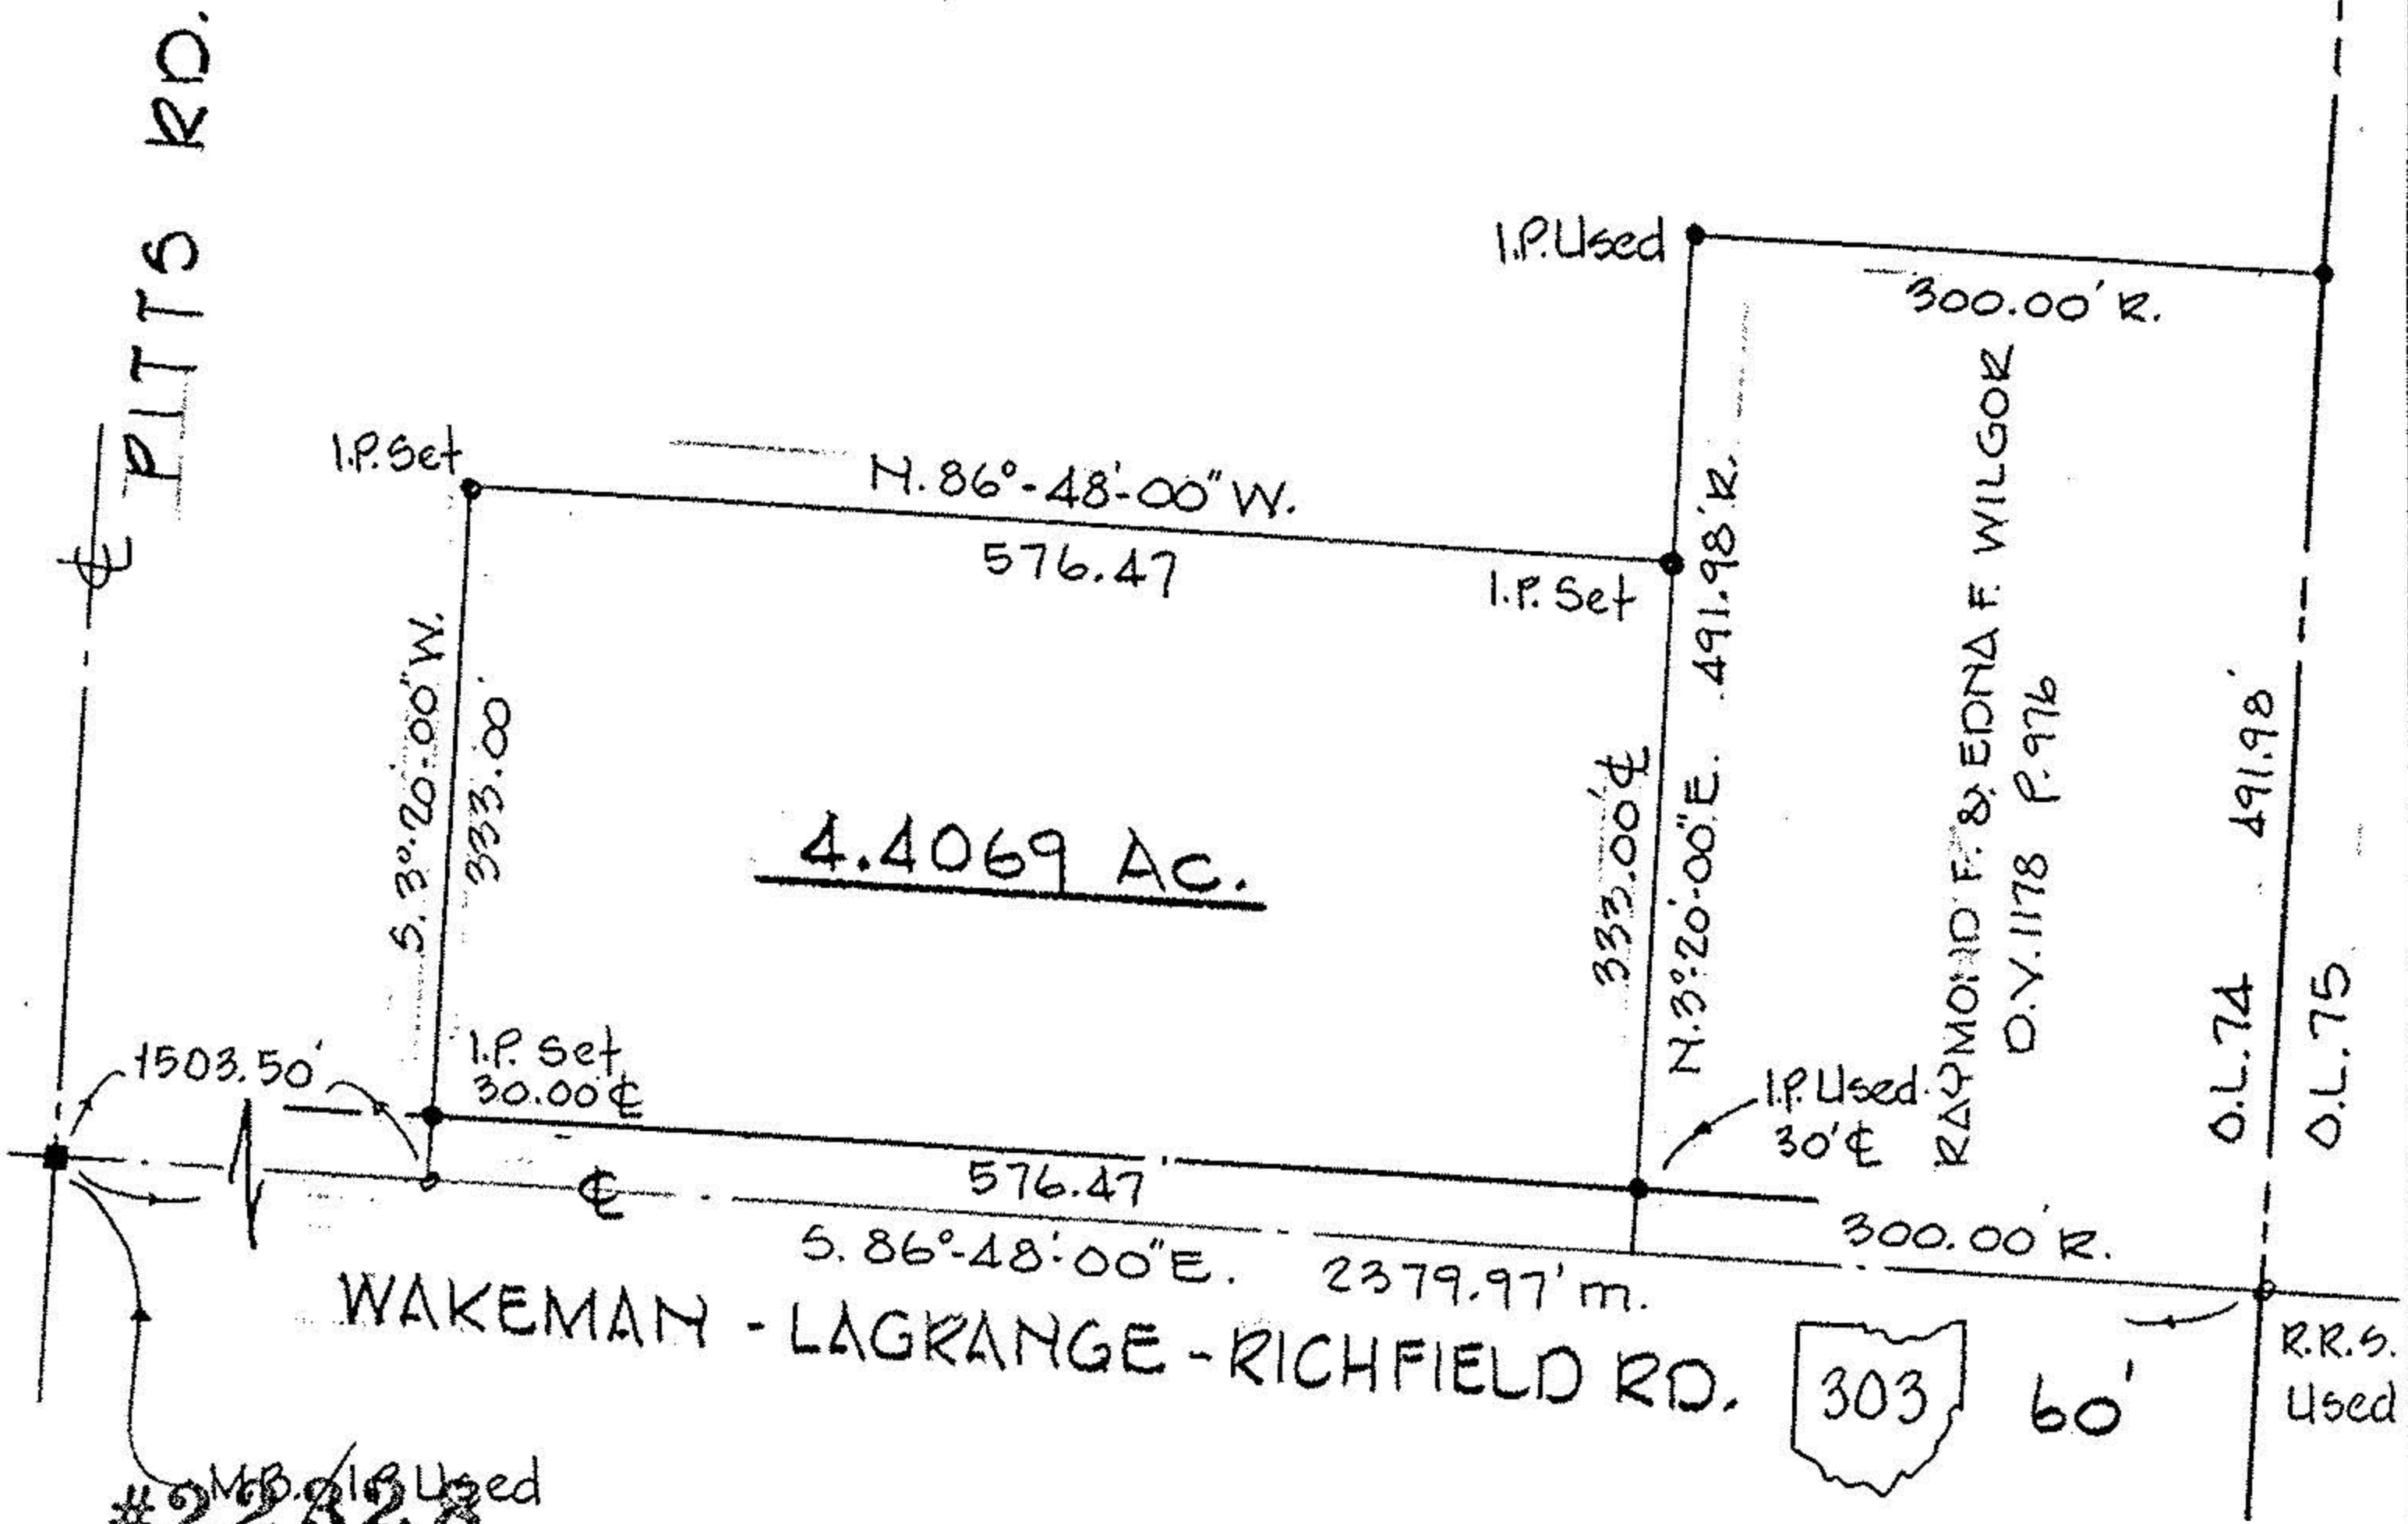 PITTS RD.
℄
I.P. Used
300.00' R.
I.P. Set
N. 86°-48'-00" W.
576.47
I.P. Set
S. 3°-20'-00" W.
333.00'
4.4069 AC.
333.00' ℄
N. 3°-20'-00" E. 491.98' R.
RAYMOND F. & EDNA F. WILGOR
D.V. 1178 P. 976
O.L. 74 491.98'
O.L. 75
1503.50'
I.P. Set
30.00' ℄
I.P. Used
30' ℄
576.47'
℄
S. 86°-48'-00" E. 2379.97' m.
300.00' R.
WAKEMAN - LAGRANGE - RICHFIELD RD.
303
60'
R.R.S.
Used
Used